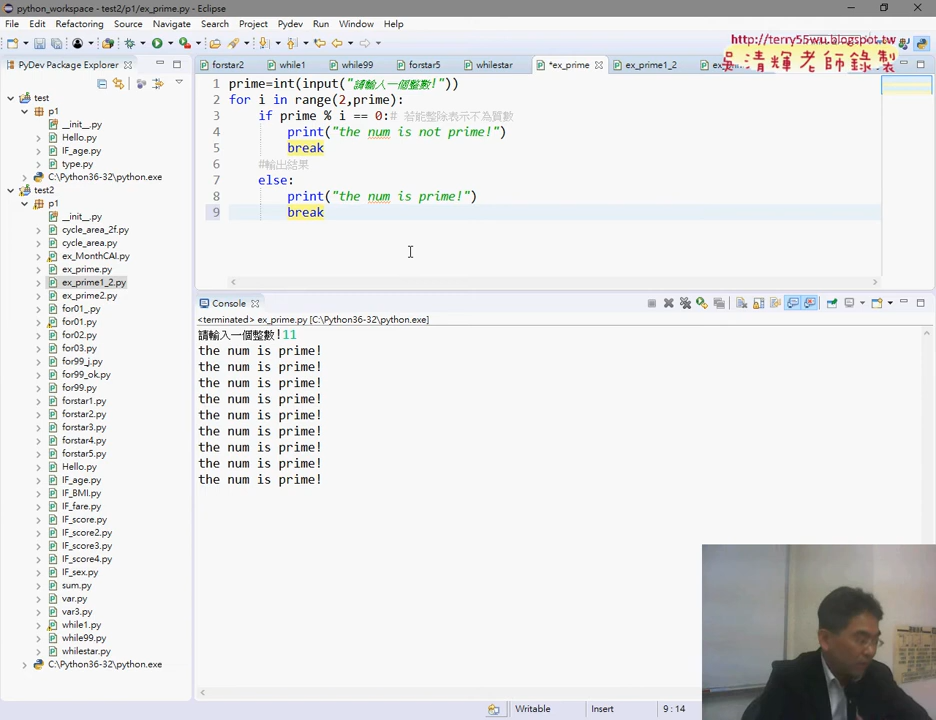 python_workspace - test2/p1/ex_prime.py - Eclipse
File Edit Refactoring Source Navigate Search Project Pydev Run Window Help
http://terry55wu.blogspot.tw
吳清輝老師錄製
PyDev Package Explorer
forstar2 while1 while99 forstar5 whilestar *ex_prime ex_prime1_2
test
p1
__init__.py
Hello.py
IF_age.py
type.py
C:\Python36-32\python.exe
test2
p1
__init__.py
cycle_area_2f.py
cycle_area.py
ex_MonthCAl.py
ex_prime.py
ex_prime1_2.py
ex_prime2.py
for01_.py
for01.py
for02.py
for03.py
for99_j.py
for99_ok.py
for99.py
forstar1.py
forstar2.py
forstar3.py
forstar4.py
forstar5.py
Hello.py
IF_age.py
IF_BMI.py
IF_fare.py
IF_score.py
IF_score2.py
IF_score3.py
IF_score4.py
IF_sex.py
sum.py
var.py
var3.py
while1.py
while99.py
whilestar.py
C:\Python36-32\python.exe
1 prime=int(input("請輸入一個整數!"))
2 for i in range(2,prime):
3 if prime % i == 0:# 若能整除表示不為質數
4 print("the num is not prime!")
5 break
6 #輸出結果
7 else:
8 print("the num is prime!")
9 break
Console
<terminated> ex_prime.py [C:\Python36-32\python.exe]
請輸入一個整數!11
the num is prime!
the num is prime!
the num is prime!
the num is prime!
the num is prime!
the num is prime!
the num is prime!
the num is prime!
the num is prime!
Writable Insert 9 : 14